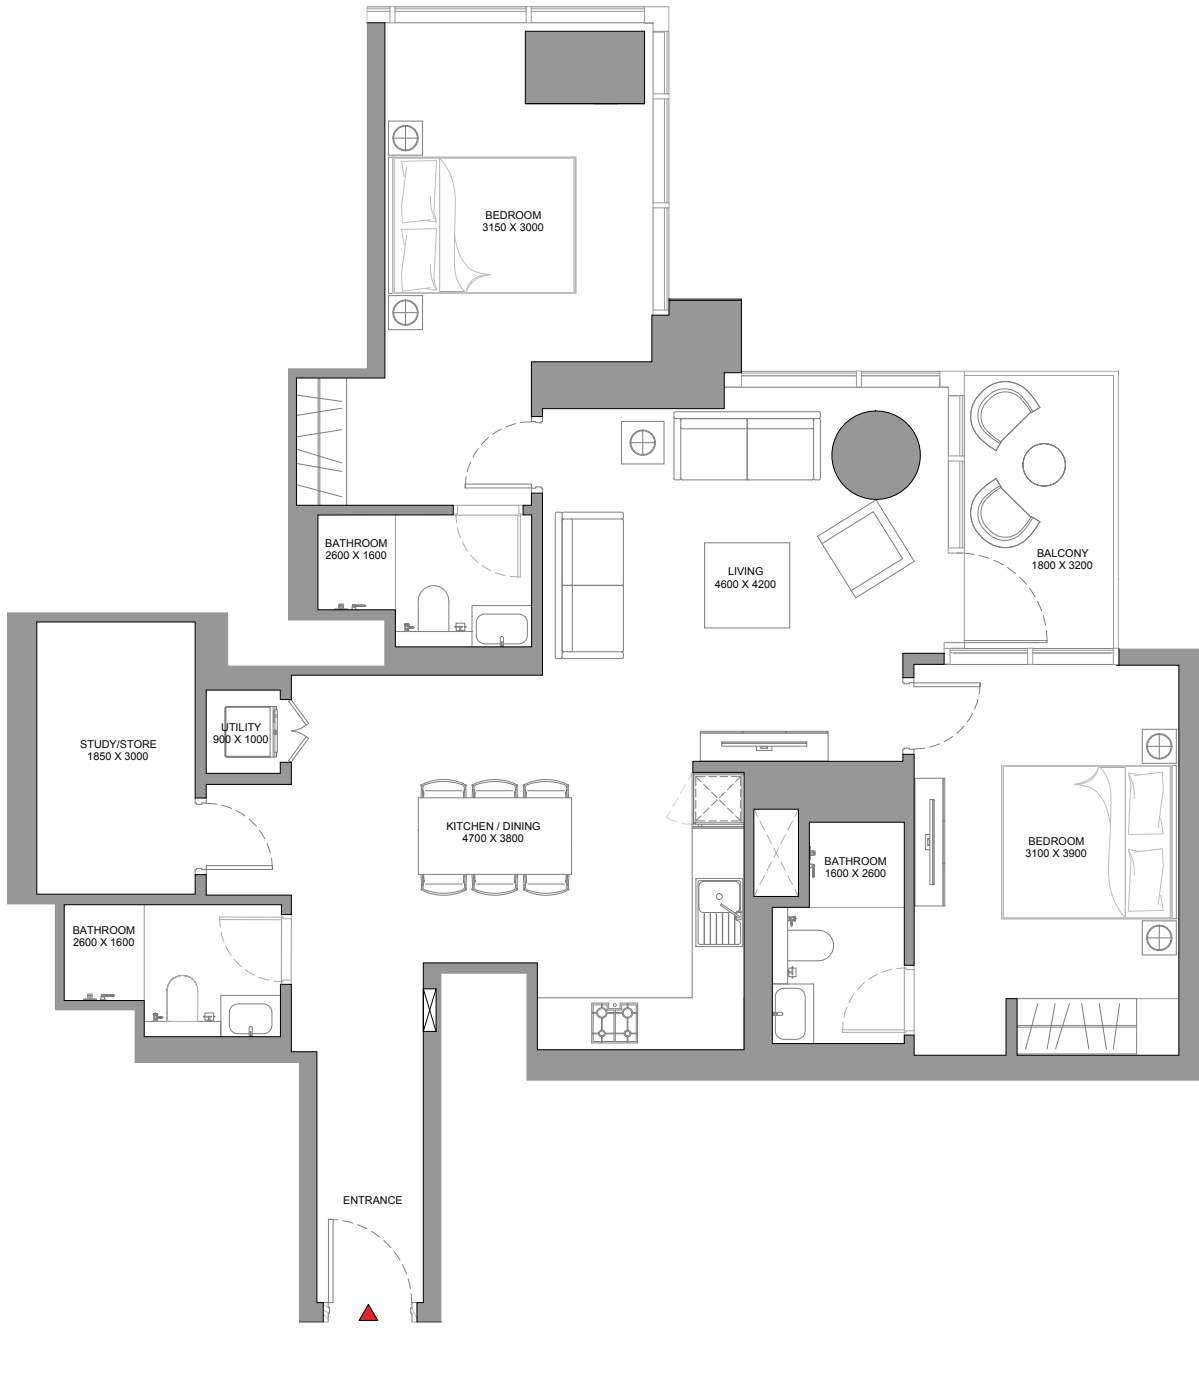 BEDROOM
3150 X 3000
BATHROOM
2600 X 1600
LIVING
4600 X 4200
BALCONY
1800 X 3200
UTILITY
900 X 1000
STUDY/STORE
1850 X 3000
KITCHEN / DINING
4700 X 3800
BATHROOM
1600 X 2600
BEDROOM
3100 X 3900
BATHROOM
2600 X 1600
ENTRANCE